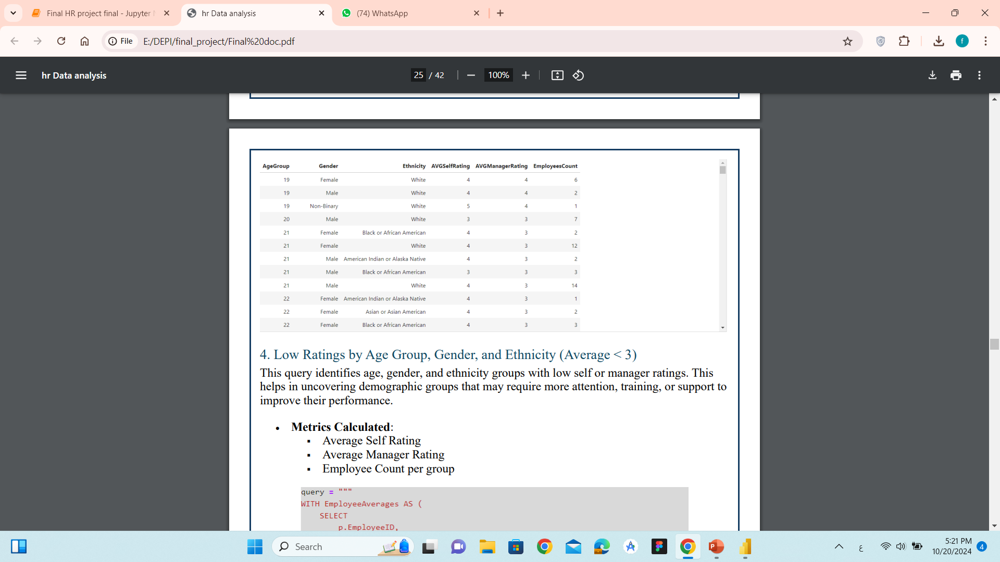 Final HR project final - Jupyter
hr Data analysis
(74) WhatsApp
File
E:/DEPI/final_project/Final%20doc.pdf
f
hr Data analysis
25 / 42
100%
AgeGroup Gender Ethnicity AVGSelfRating AVGManagerRating EmployeesCount
19 Female White 4 4 6
19 Male White 4 4 2
19 Non-Binary White 5 4 1
20 Male White 3 3 7
21 Female Black or African American 4 3 2
21 Female White 4 3 12
21 Male American Indian or Alaska Native 4 3 2
21 Male Black or African American 3 3 3
21 Male White 4 3 14
22 Female American Indian or Alaska Native 4 3 1
22 Female Asian or Asian American 4 3 2
22 Female Black or African American 4 3 3
4. Low Ratings by Age Group, Gender, and Ethnicity (Average < 3)
This query identifies age, gender, and ethnicity groups with low self or manager ratings. This
helps in uncovering demographic groups that may require more attention, training, or support to
improve their performance.
• Metrics Calculated:
▪ Average Self Rating
▪ Average Manager Rating
▪ Employee Count per group
query = """
WITH EmployeeAverages AS (
SELECT
p.EmployeeID,
Search
ع
5:21 PM
10/20/2024
4